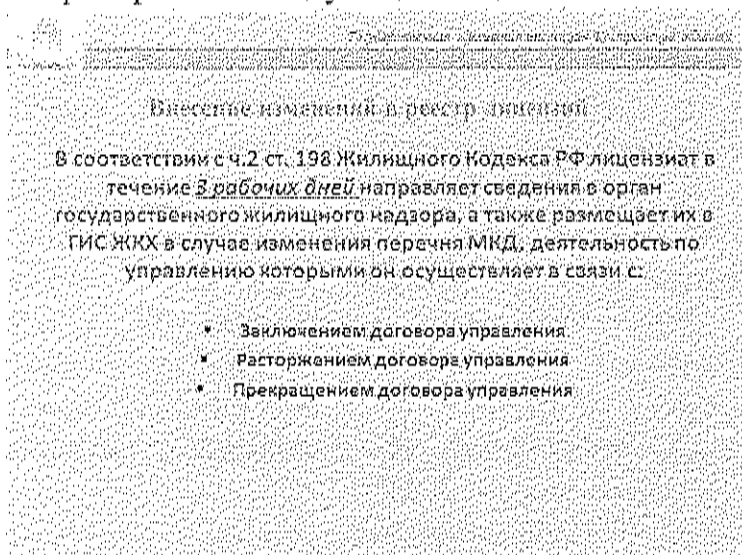 Внесение изменений в реестр лицензий
В соответствии с ч.2 ст. 198 Жилищного Кодекса РФ лицензиат в
течение 3 рабочих дней направляет сведения в орган
государственного жилищного надзора, а также размещает их в
ГИС ЖКХ в случае изменения перечня МКД, деятельность по
управлению которыми он осуществляет в связи с:
• Заключением договора управления
• Расторжанием договора управления
• Прекращением договора управления